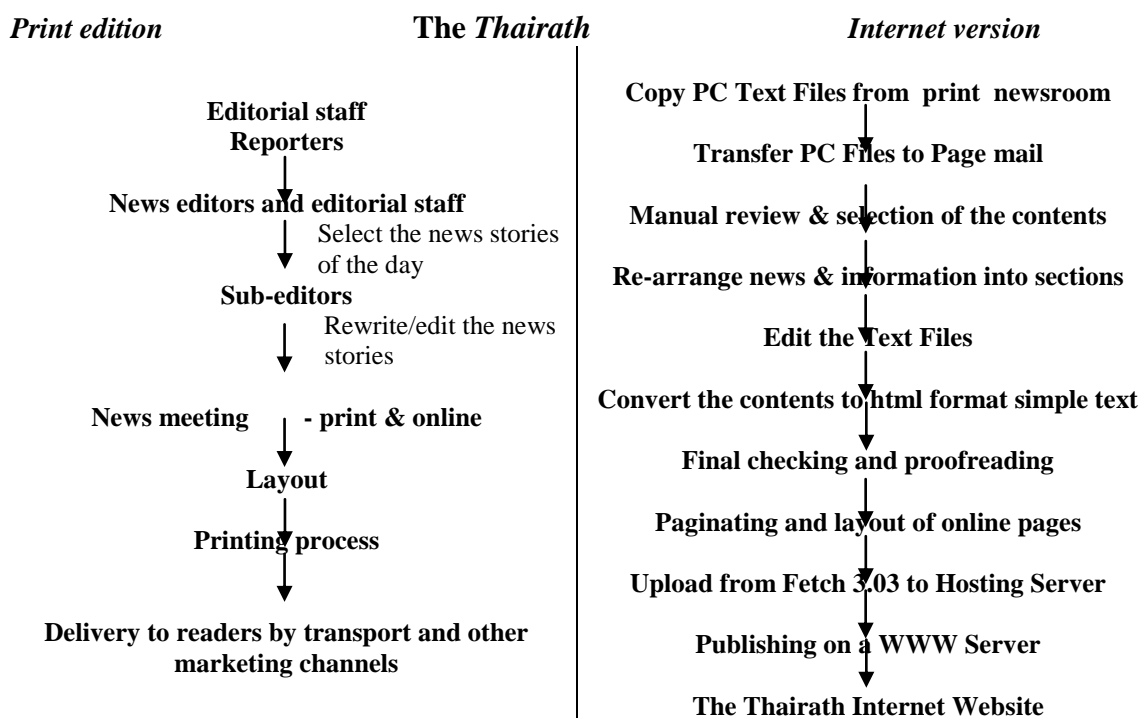 Print edition
The Thairath
Internet version
Editorial staff
Reporters
News editors and editorial staff
Select the news stories
of the day
Sub-editors
Rewrite/edit the news
stories
News meeting - print & online
Layout
Printing process
Delivery to readers by transport and other
marketing channels
Copy PC Text Files from print newsroom
Transfer PC Files to Page mail
Manual review & selection of the contents
Re-arrange news & information into sections
Edit the Text Files
Convert the contents to html format simple text
Final checking and proofreading
Paginating and layout of online pages
Upload from Fetch 3.03 to Hosting Server
Publishing on a WWW Server
The Thairath Internet Website